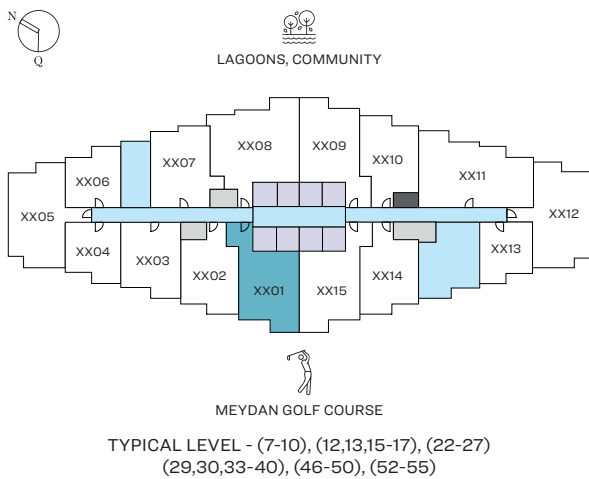 N
Q
LAGOONS, COMMUNITY
XX07
XX08
XX09
XX10
XX06
XX11
XX05
XX12
XX04
XX03
XX02
XX01
XX15
XX14
XX13
MEYDAN GOLF COURSE
TYPICAL LEVEL - (7-10), (12,13,15-17), (22-27)
(29,30,33-40), (46-50), (52-55)